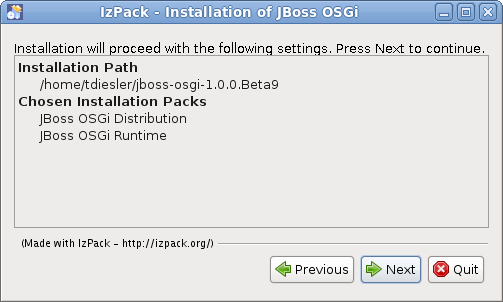 IzPack - Installation of JBoss OSGi
Installation will proceed with the following settings. Press Next to continue.
Installation Path
/home/tdiesler/jboss-osgi-1.0.0.Beta9
Chosen Installation Packs
JBoss OSGi Distribution
JBoss OSGi Runtime
(Made with IzPack - http://izpack.org/)
Previous Next Quit